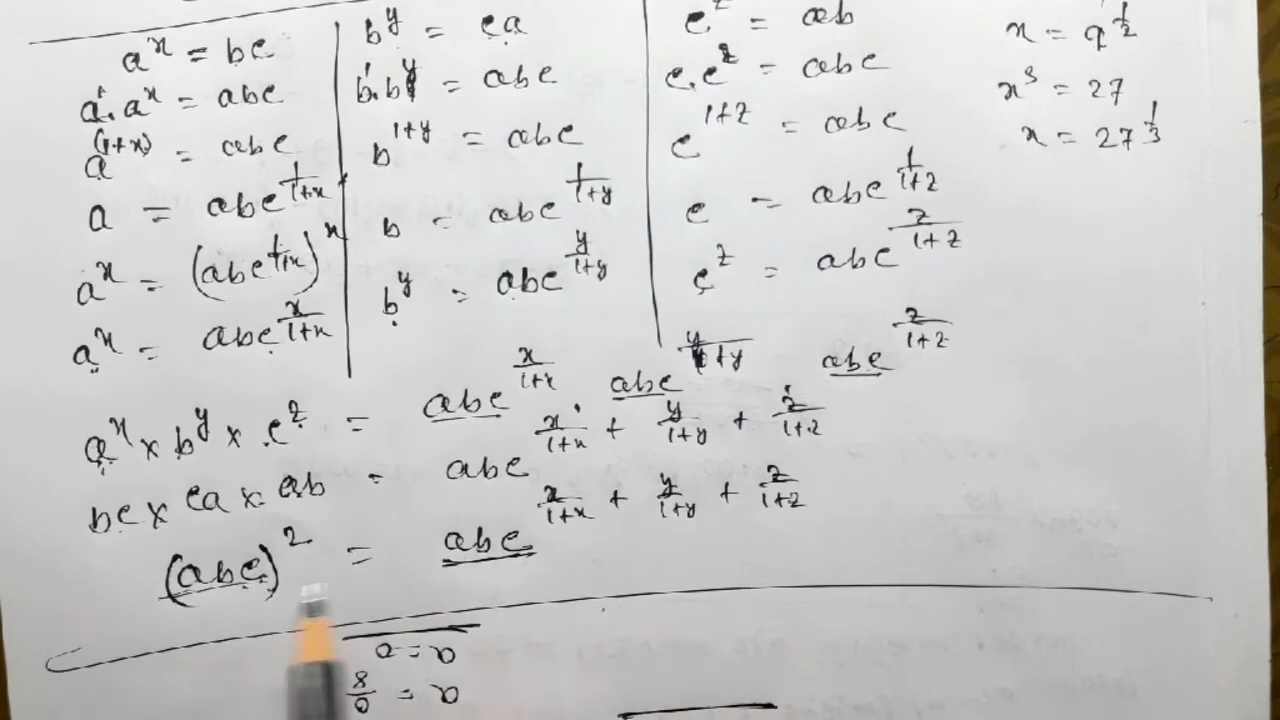 a^x = bc
a^1 . a^x = abc
a^(1+x) = abc
a = abc^(1/(1+x))
a^x = (abc^(1/(1+x)))^x
a^x = abc^(x/(1+x))
b^y = ca
b^1 . b^y = abc
b^(1+y) = abc
b = abc^(1/(1+y))
b^y = abc^(y/(1+y))
c^z = ab
c . c^z = abc
c^(1+z) = abc
c = abc^(1/(1+z))
c^z = abc^(z/(1+z))
x = 9^(1/2)
x^3 = 27
x = 27^(1/3)
a^x × b^y × c^z = abc^(x/(1+x)) . abc^(y/(1+y)) abc^(z/(1+z))
bc × ca × ab = abc^(x/(1+x) + y/(1+y) + z/(1+z))
(abc)^2 = abc^(x/(1+x) + y/(1+y) + z/(1+z))